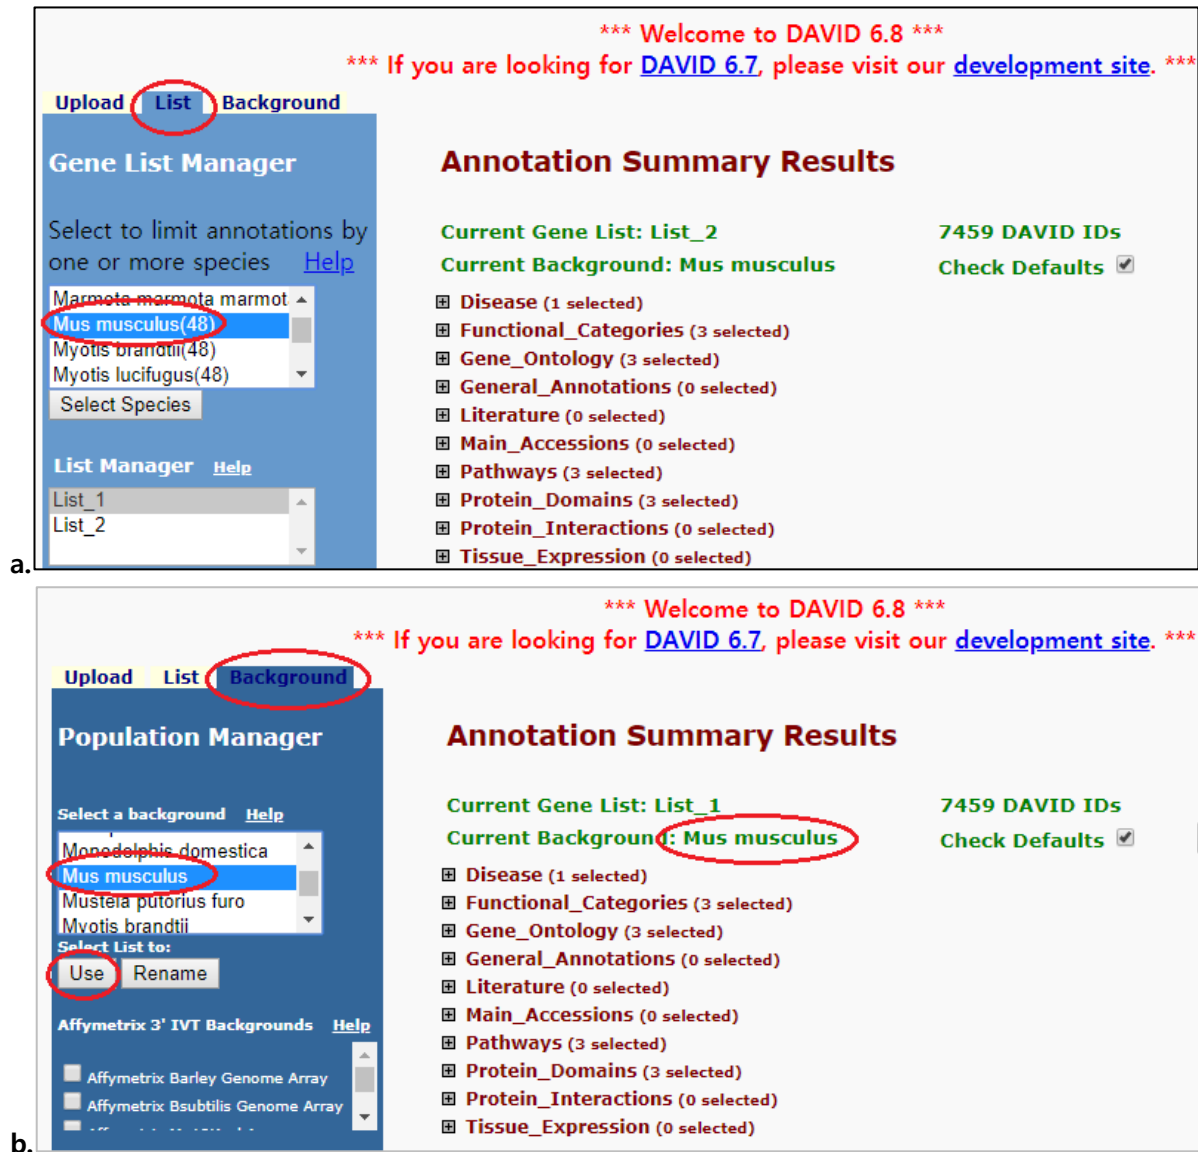 *** Welcome to DAVID 6.8 ***
*** If you are looking for DAVID 6.7, please visit our development site. ***
Upload List Background
Gene List Manager
Select to limit annotations by
one or more species Help
Marmota marmota marmot
Mus musculus(48)
Myotis brandtii(48)
Myotis lucifugus(48)
Select Species
List Manager Help
List_1
List_2
Annotation Summary Results
Current Gene List: List_2 7459 DAVID IDs
Current Background: Mus musculus Check Defaults
Disease (1 selected)
Functional_Categories (3 selected)
Gene_Ontology (3 selected)
General_Annotations (0 selected)
Literature (0 selected)
Main_Accessions (0 selected)
Pathways (3 selected)
Protein_Domains (3 selected)
Protein_Interactions (0 selected)
Tissue_Expression (0 selected)
a.
*** Welcome to DAVID 6.8 ***
*** If you are looking for DAVID 6.7, please visit our development site. ***
Upload List Background
Population Manager
Select a background Help
Monodelphis domestica
Mus musculus
Mustela putorius furo
Myotis brandtii
Select List to:
Use Rename
Affymetrix 3' IVT Backgrounds Help
Affymetrix Barley Genome Array
Affymetrix Bsubtilis Genome Array
Annotation Summary Results
Current Gene List: List_1 7459 DAVID IDs
Current Background: Mus musculus Check Defaults
Disease (1 selected)
Functional_Categories (3 selected)
Gene_Ontology (3 selected)
General_Annotations (0 selected)
Literature (0 selected)
Main_Accessions (0 selected)
Pathways (3 selected)
Protein_Domains (3 selected)
Protein_Interactions (0 selected)
Tissue_Expression (0 selected)
b.